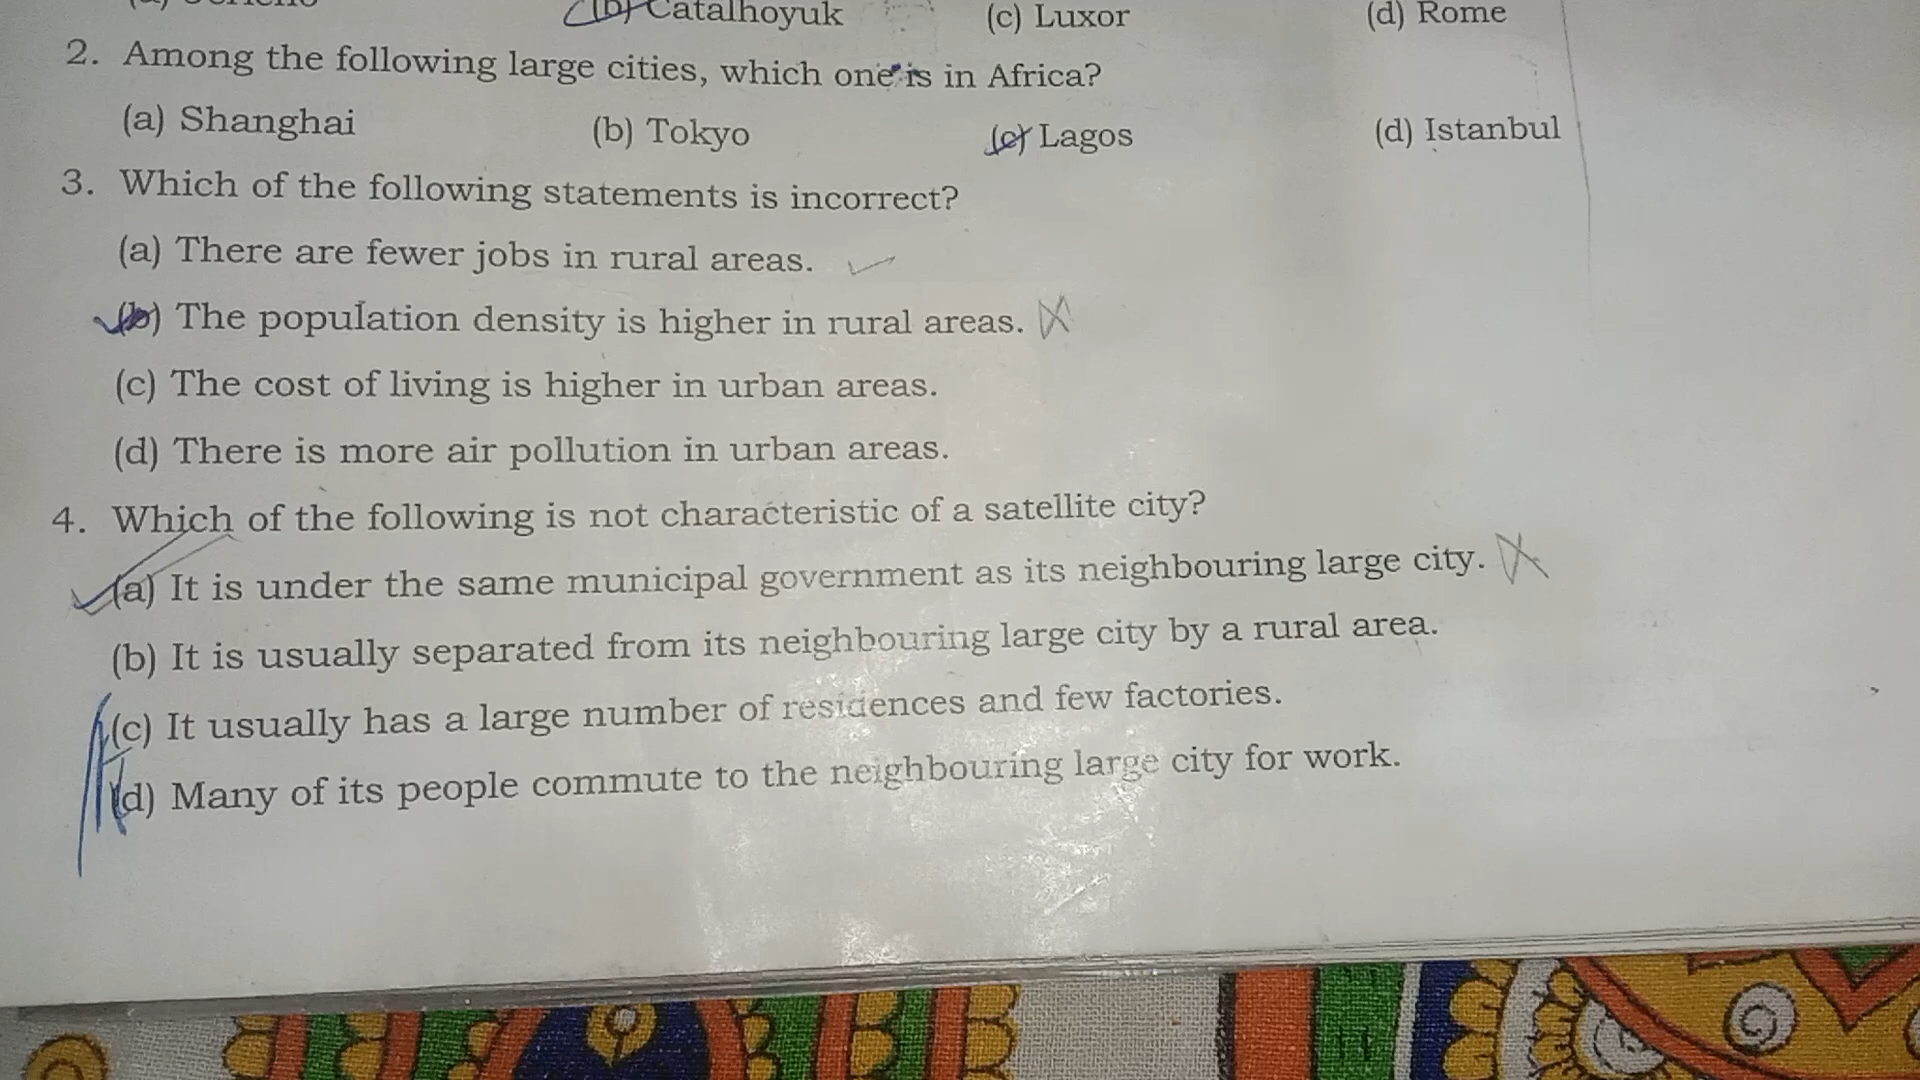 (b) Catalhoyuk (c) Luxor (d) Rome
2. Among the following large cities, which one is in Africa?
(a) Shanghai (b) Tokyo (c) Lagos (d) Istanbul
3. Which of the following statements is incorrect?
(a) There are fewer jobs in rural areas.
(b) The population density is higher in rural areas.
(c) The cost of living is higher in urban areas.
(d) There is more air pollution in urban areas.
4. Which of the following is not characteristic of a satellite city?
(a) It is under the same municipal government as its neighbouring large city.
(b) It is usually separated from its neighbouring large city by a rural area.
(c) It usually has a large number of residences and few factories.
(d) Many of its people commute to the neighbouring large city for work.